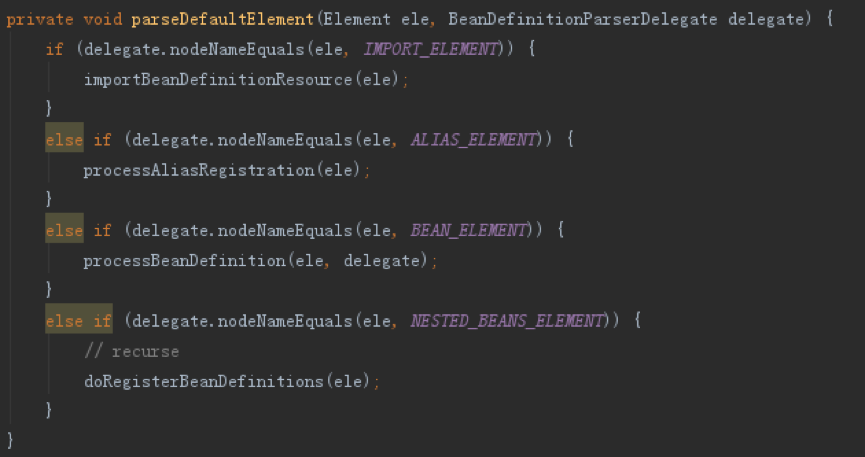 private void parseDefaultElement(Element ele, BeanDefinitionParserDelegate delegate) {
    if (delegate.nodeNameEquals(ele, IMPORT_ELEMENT)) {
        importBeanDefinitionResource(ele);
    }
    else if (delegate.nodeNameEquals(ele, ALIAS_ELEMENT)) {
        processAliasRegistration(ele);
    }
    else if (delegate.nodeNameEquals(ele, BEAN_ELEMENT)) {
        processBeanDefinition(ele, delegate);
    }
    else if (delegate.nodeNameEquals(ele, NESTED_BEANS_ELEMENT)) {
        // recurse
        doRegisterBeanDefinitions(ele);
    }
}